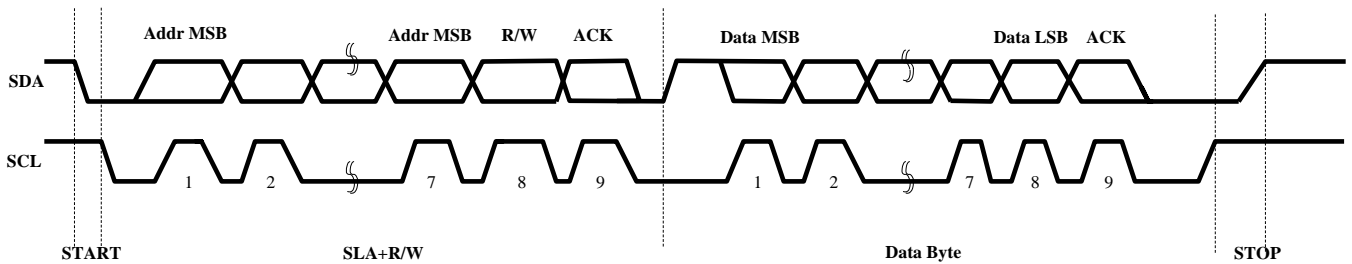 Addr MSB Addr MSB R/W ACK Data MSB Data LSB ACK
SDA
SCL
1 2 7 8 9 1 2 7 8 9
START SLA+R/W Data Byte STOP